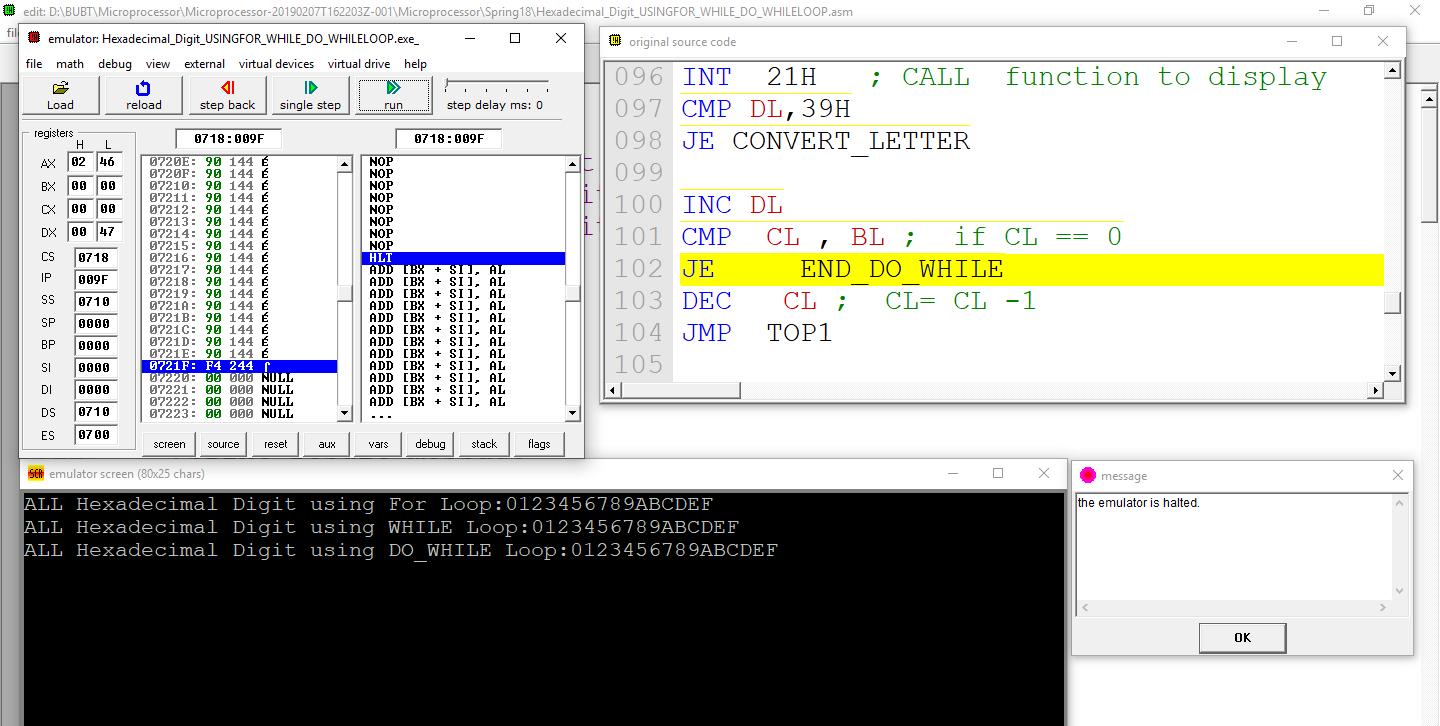 edit: D:\BUBT\Microprocessor\Microprocessor-20190207T162203Z-001\Microprocessor\Spring18\Hexadecimal_Digit_USINGFOR_WHILE_DO_WHILELOOP.asm
emulator: Hexadecimal_Digit_USINGFOR_WHILE_DO_WHILELOOP.exe_
file math debug view external virtual devices virtual drive help
Load reload step back single step run step delay ms: 0
registers
H L
AX 02 46
BX 00 00
CX 00 00
DX 00 47
CS 0718
IP 009F
SS 0710
SP 0000
BP 0000
SI 0000
DI 0000
DS 0710
ES 0700
0718:009F
0720E: 90 144 É
0720F: 90 144 É
07210: 90 144 É
07211: 90 144 É
07212: 90 144 É
07213: 90 144 É
07214: 90 144 É
07215: 90 144 É
07216: 90 144 É
07217: 90 144 É
07218: 90 144 É
07219: 90 144 É
0721A: 90 144 É
0721B: 90 144 É
0721C: 90 144 É
0721D: 90 144 É
0721E: 90 144 É
0721F: F4 244 ⌠
07220: 00 000 NULL
07221: 00 000 NULL
07222: 00 000 NULL
07223: 00 000 NULL
0718:009F
NOP
NOP
NOP
NOP
NOP
NOP
NOP
NOP
HLT
ADD [BX + SI], AL
ADD [BX + SI], AL
ADD [BX + SI], AL
ADD [BX + SI], AL
ADD [BX + SI], AL
ADD [BX + SI], AL
ADD [BX + SI], AL
ADD [BX + SI], AL
ADD [BX + SI], AL
ADD [BX + SI], AL
ADD [BX + SI], AL
ADD [BX + SI], AL
...
screen source reset aux vars debug stack flags
original source code
096 INT 21H ; CALL function to display
097 CMP DL,39H
098 JE CONVERT_LETTER
099
100 INC DL
101 CMP CL , BL ; if CL == 0
102 JE END_DO_WHILE
103 DEC CL ; CL= CL -1
104 JMP TOP1
105
emulator screen (80x25 chars)
ALL Hexadecimal Digit using For Loop:0123456789ABCDEF
ALL Hexadecimal Digit using WHILE Loop:0123456789ABCDEF
ALL Hexadecimal Digit using DO_WHILE Loop:0123456789ABCDEF
message
the emulator is halted.
OK